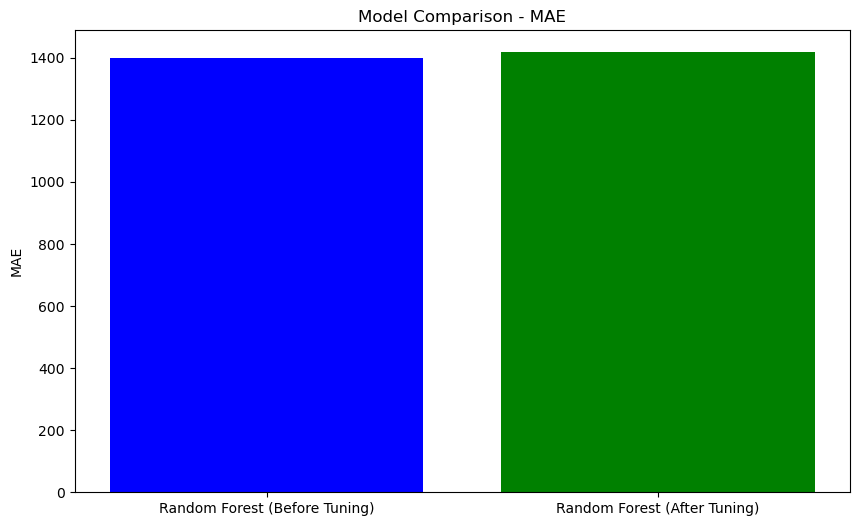 Model Comparison - MAE
1400
1200
1000
800
600
400
200
0
MAE
Random Forest (Before Tuning)
Random Forest (After Tuning)